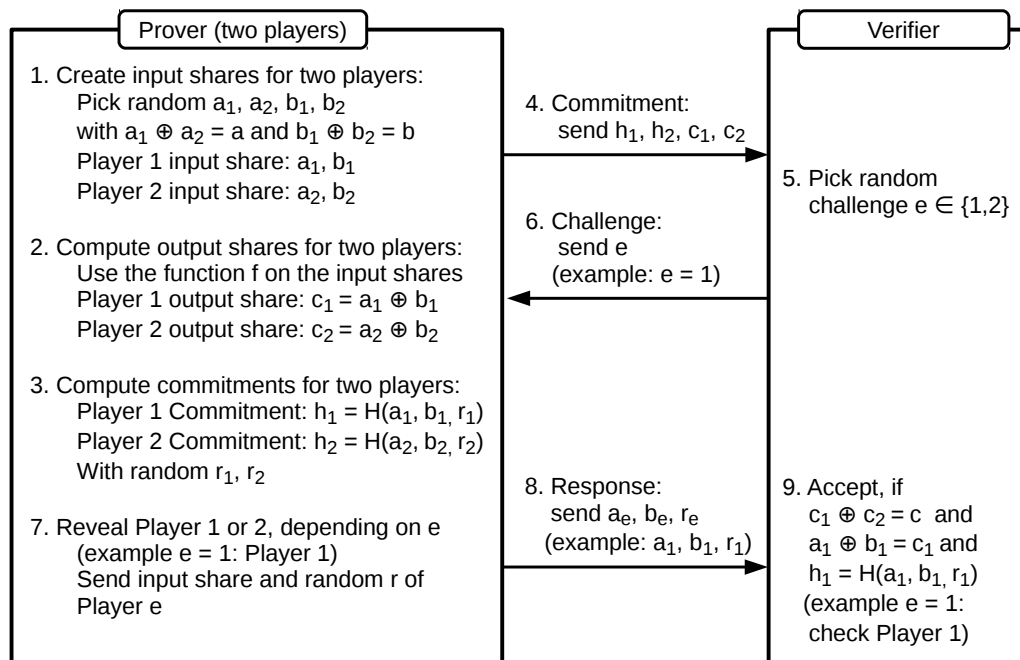 Prover (two players)
1. Create input shares for two players:
Pick random a₁, a₂, b₁, b₂
with a₁ ⊕ a₂ = a and b₁ ⊕ b₂ = b
Player 1 input share: a₁, b₁
Player 2 input share: a₂, b₂
2. Compute output shares for two players:
Use the function f on the input shares
Player 1 output share: c₁ = a₁ ⊕ b₁
Player 2 output share: c₂ = a₂ ⊕ b₂
3. Compute commitments for two players:
Player 1 Commitment: h₁ = H(a₁, b₁, r₁)
Player 2 Commitment: h₂ = H(a₂, b₂, r₂)
With random r₁, r₂
7. Reveal Player 1 or 2, depending on e
(example e = 1: Player 1)
Send input share and random r of
Player e
4. Commitment:
send h₁, h₂, c₁, c₂
6. Challenge:
send e
(example: e = 1)
8. Response:
send aₑ, bₑ, rₑ
(example: a₁, b₁, r₁)
Verifier
5. Pick random
challenge e ∈ {1,2}
9. Accept, if
c₁ ⊕ c₂ = c and
a₁ ⊕ b₁ = c₁ and
h₁ = H(a₁, b₁, r₁)
(example e = 1:
check Player 1)